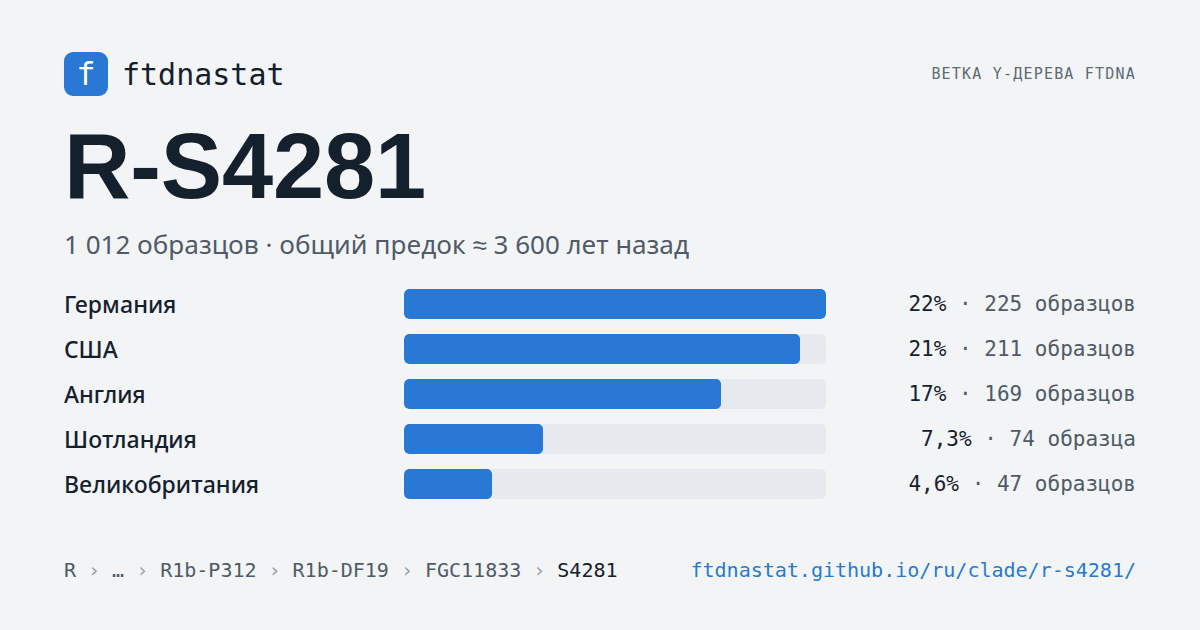 f ftdnastat
ВЕТКА Y-ДЕРЕВА FTDNA
R-S4281
1 012 образцов · общий предок ≈ 3 600 лет назад
Германия 22% · 225 образцов
США 21% · 211 образцов
Англия 17% · 169 образцов
Шотландия 7,3% · 74 образца
Великобритания 4,6% · 47 образцов
R › … › R1b-P312 › R1b-DF19 › FGC11833 › S4281
ftdnastat.github.io/ru/clade/r-s4281/